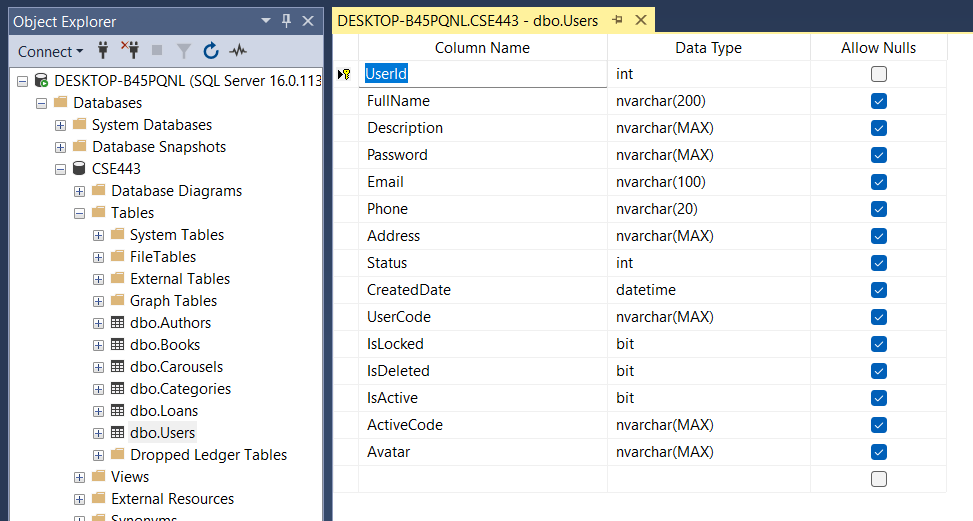 Object Explorer
Connect
DESKTOP-B45PQNL (SQL Server 16.0.113
Databases
System Databases
Database Snapshots
CSE443
Database Diagrams
Tables
System Tables
FileTables
External Tables
Graph Tables
dbo.Authors
dbo.Books
dbo.Carousels
dbo.Categories
dbo.Loans
dbo.Users
Dropped Ledger Tables
Views
External Resources
Synonyms
DESKTOP-B45PQNL.CSE443 - dbo.Users
Column Name Data Type Allow Nulls
UserId int
FullName nvarchar(200)
Description nvarchar(MAX)
Password nvarchar(MAX)
Email nvarchar(100)
Phone nvarchar(20)
Address nvarchar(MAX)
Status int
CreatedDate datetime
UserCode nvarchar(MAX)
IsLocked bit
IsDeleted bit
IsActive bit
ActiveCode nvarchar(MAX)
Avatar nvarchar(MAX)